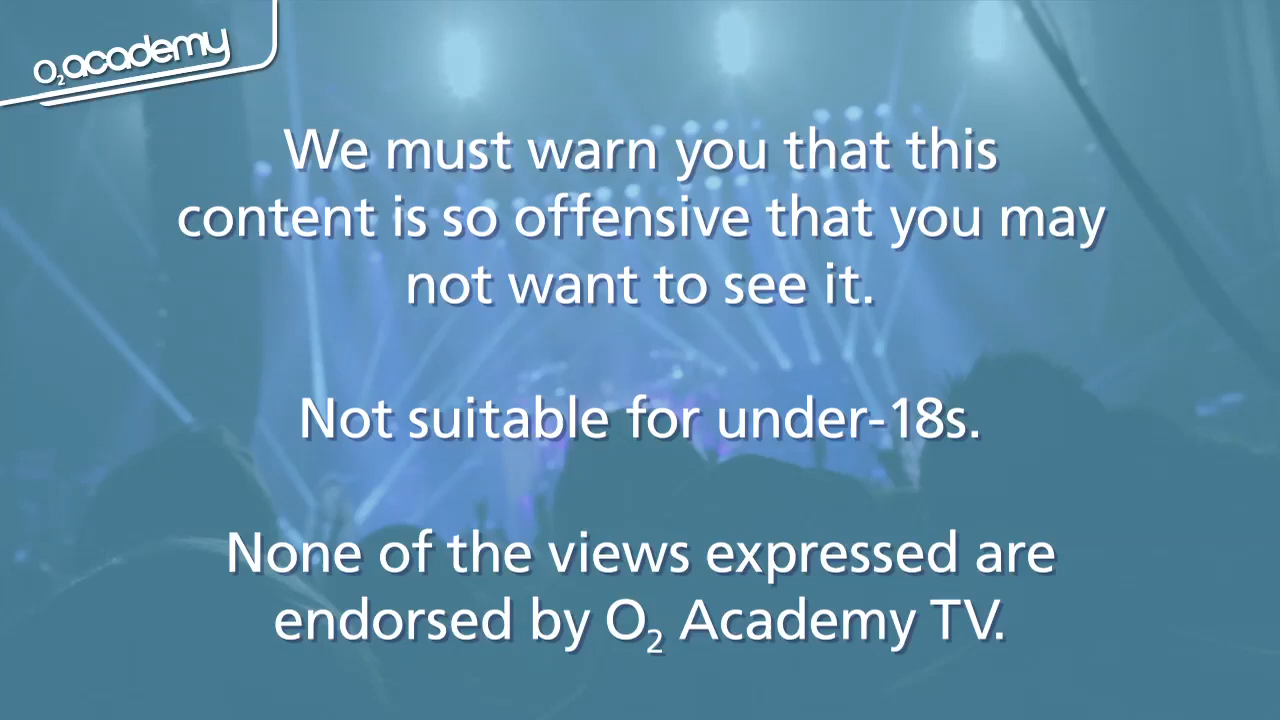 O2 academy
We must warn you that this
content is so offensive that you may
not want to see it.
Not suitable for under-18s.
None of the views expressed are
endorsed by O₂ Academy TV.